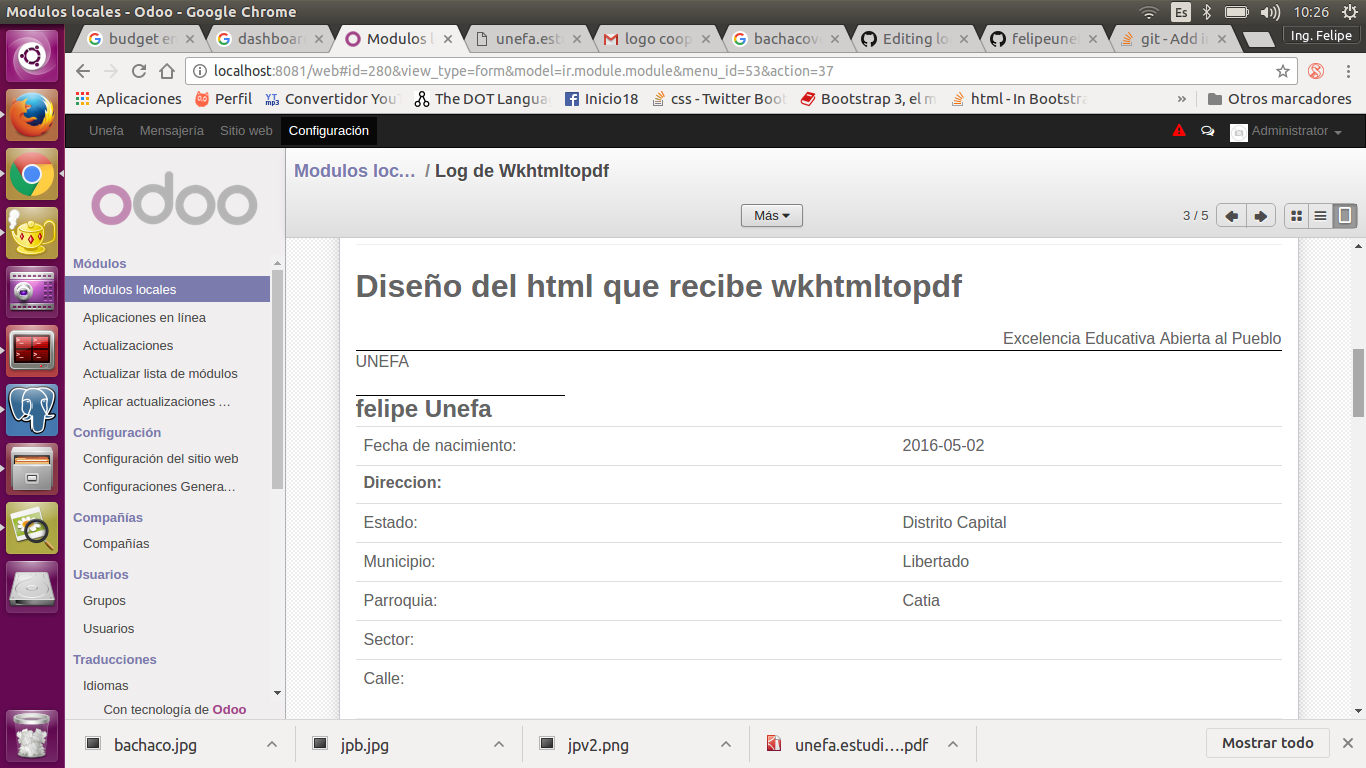 Modulos locales - Odoo - Google Chrome
Es
10:26
budget en
dashboar
Modulos l
unefa.est
logo coop
bachacov
Editing lo
felipeune
git - Add i
Ing. Felipe
localhost:8081/web#id=280&view_type=form&model=ir.module.module&menu_id=53&action=37
Aplicaciones
Perfil
Convertidor YouT
The DOT Langua
Inicio18
css - Twitter Boot
Bootstrap 3, el m
html - In Bootstra
»
Otros marcadores
Unefa
Mensajería
Sitio web
Configuración
Administrator
odoo
Modulos loc… / Log de Wkhtmltopdf
Más
3 / 5
Módulos
Modulos locales
Aplicaciones en línea
Actualizaciones
Actualizar lista de módulos
Aplicar actualizaciones …
Configuración
Configuración del sitio web
Configuraciones Genera…
Compañías
Compañías
Usuarios
Grupos
Usuarios
Traducciones
Idiomas
Con tecnología de Odoo
Diseño del html que recibe wkhtmltopdf
Excelencia Educativa Abierta al Pueblo
UNEFA
felipe Unefa
Fecha de nacimiento: 2016-05-02
Direccion:
Estado: Distrito Capital
Municipio: Libertado
Parroquia: Catia
Sector:
Calle:
bachaco.jpg
jpb.jpg
jpv2.png
unefa.estudi….pdf
Mostrar todo